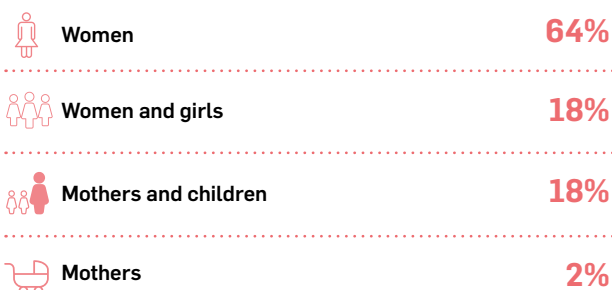 Women 64%
Women and girls 18%
Mothers and children 18%
Mothers 2%